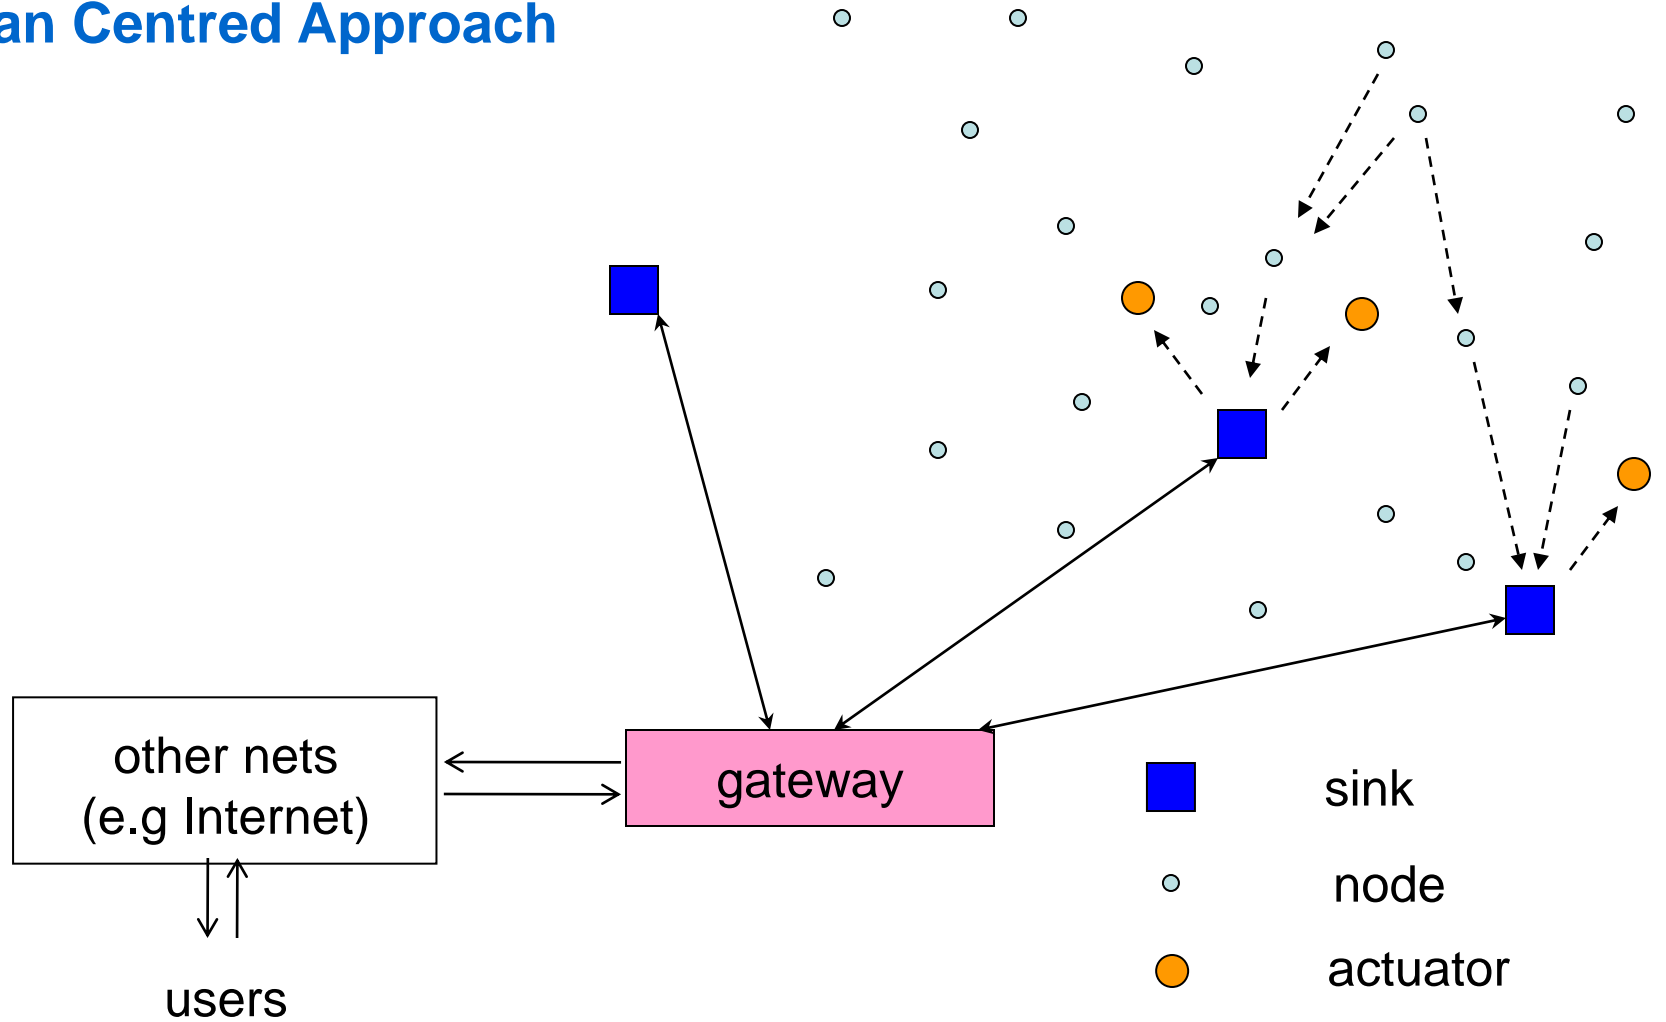 an Centred Approach
other nets
(e.g Internet)
gateway
users
sink
node
actuator